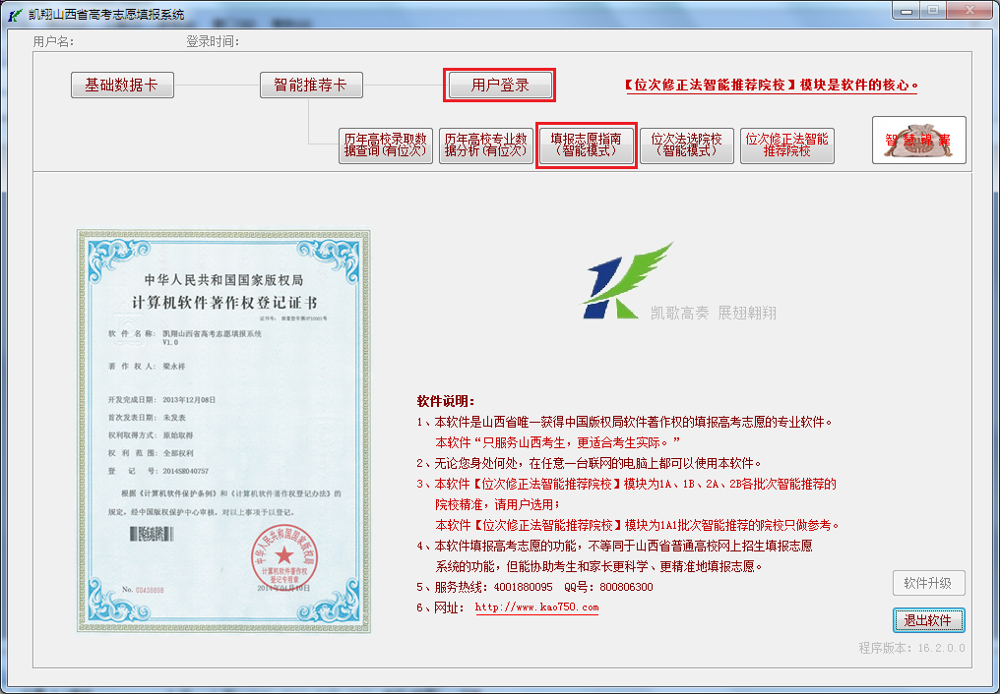 凯翔山西省高考志愿填报系统
用户名：
登录时间：
基础数据卡
智能推荐卡
用户登录
【位次修正法智能推荐院校】模块是软件的核心。
历年高校录取数
据查询(有位次)
历年高校专业数
据分析(有位次)
填报志愿指南
（智能模式）
位次法选院校
（智能模式）
位次修正法智能
推荐院校
智慧锦囊
中华人民共和国国家版权局
计算机软件著作权登记证书
软 件 名 称： 凯翔山西省高考志愿填报系统
V1.0
著 作 权 人： 梁永祥
开发完成日期： 2013年12月08日
首次发表日期： 未发表
权利取得方式： 原始取得
权 利 范 围： 全部权利
登 记 号： 2014SR040757
根据《计算机软件保护条例》和《计算机软件著作权登记办法》的
规定，经中国版权保护中心审核，对以上事项予以登记。
中华人民共和国国家版权局
计算机软件著作权
登记专用章
2014年04月10日
No. 00438898
凯歌高奏 展翅翱翔
软件说明：
1、本软件是山西省唯一获得中国版权局软件著作权的填报高考志愿的专业软件。
本软件“只服务山西考生，更适合考生实际。”
2、无论您身处何处，在任意一台联网的电脑上都可以使用本软件。
3、本软件【位次修正法智能推荐院校】模块为1A、1B、2A、2B各批次智能推荐的
院校精准，请用户选用；
本软件【位次修正法智能推荐院校】模块为1A1批次智能推荐的院校只做参考。
4、本软件填报高考志愿的功能，不等同于山西省普通高校网上招生填报志愿
系统的功能，但能协助考生和家长更科学、更精准地填报志愿。
5、服务热线：4001880095 QQ号：800806300
6、网址： http://www.kao750.com
软件升级
退出软件
程序版本：16.2.0.0